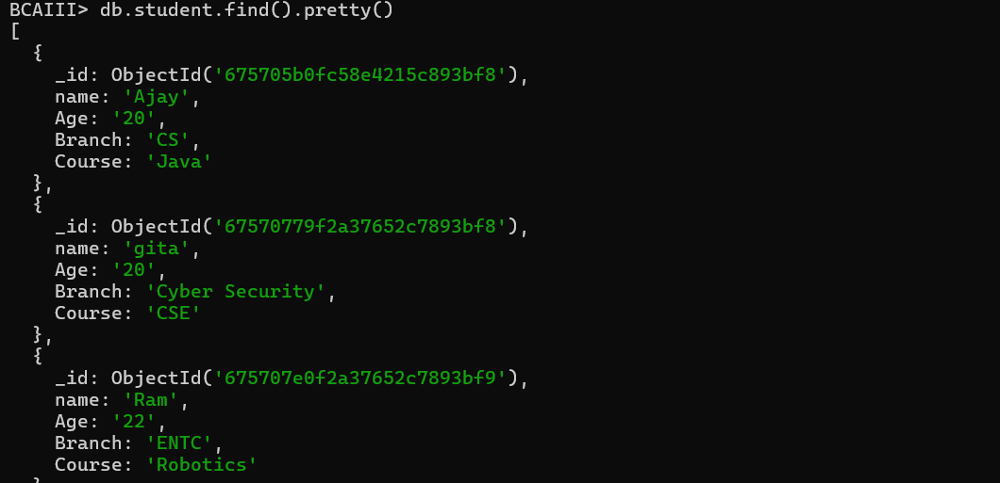 BCAIII> db.student.find().pretty()
[
  {
    _id: ObjectId('675705b0fc58e4215c893bf8'),
    name: 'Ajay',
    Age: '20',
    Branch: 'CS',
    Course: 'Java'
  },
  {
    _id: ObjectId('67570779f2a37652c7893bf8'),
    name: 'gita',
    Age: '20',
    Branch: 'Cyber Security',
    Course: 'CSE'
  },
  {
    _id: ObjectId('675707e0f2a37652c7893bf9'),
    name: 'Ram',
    Age: '22',
    Branch: 'ENTC',
    Course: 'Robotics'